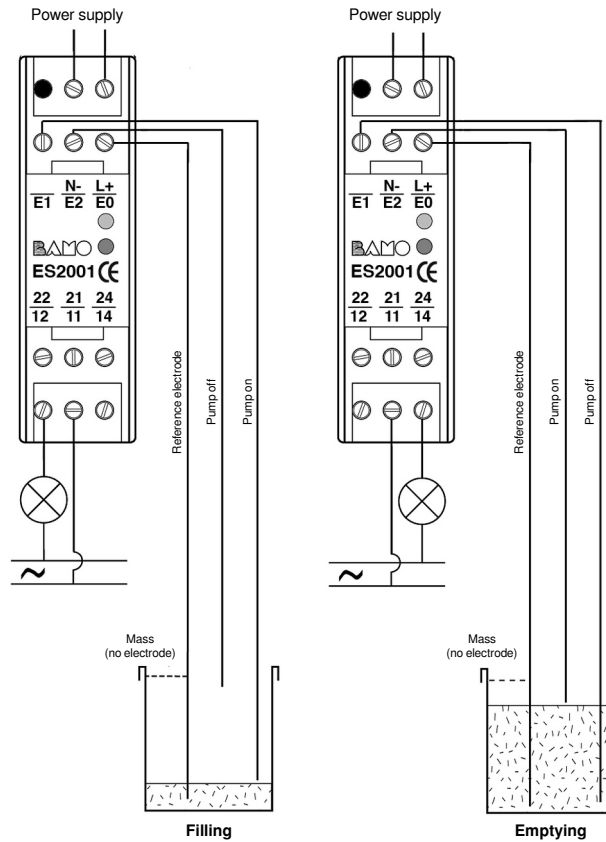 Power supply
E1 N- E2 L+ E0
BAMO
ES2001 CE
22 21 24
12 11 14
Reference electrode
Pump off
Pump on
~
Mass
(no electrode)
Filling
Power supply
E1 N- E2 L+ E0
BAMO
ES2001 CE
22 21 24
12 11 14
Reference electrode
Pump on
Pump off
~
Mass
(no electrode)
Emptying